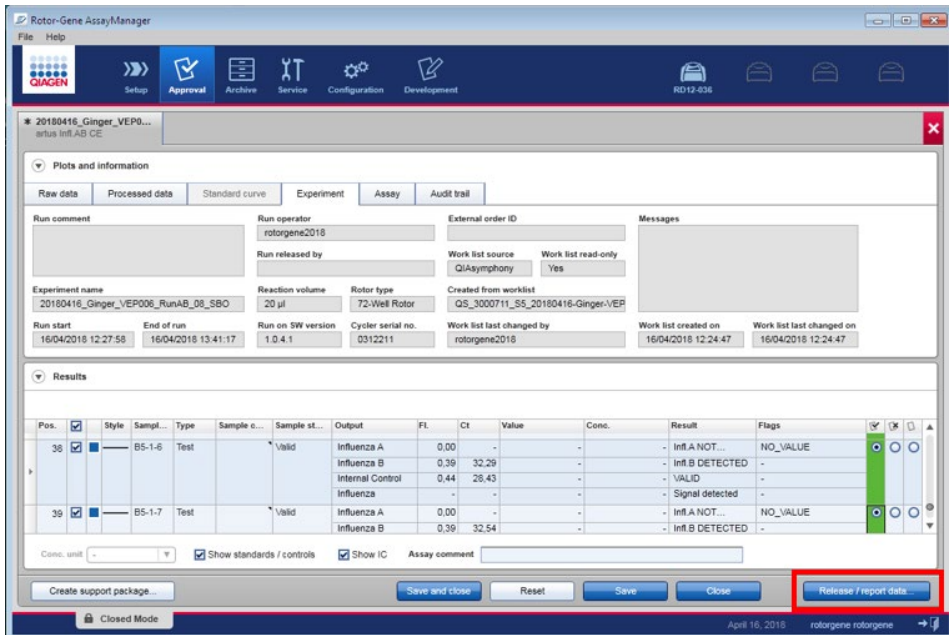 Rotor-Gene AssayManager
File Help
QIAGEN
Setup Approval Archive Service Configuration Development RD12-036
* 20180416_Ginger_VEP0...
artus Infl.AB CE
Plots and information
Raw data Processed data Standard curve Experiment Assay Audit trail
Run comment Run operator External order ID Messages
rotorgene2018
Run released by Work list source Work list read-only
QIAsymphony Yes
Experiment name Reaction volume Rotor type Created from worklist
20180416_Ginger_VEP006_RunAB_08_SBO 20 µl 72-Well Rotor QS_3000711_S5_20180416-Ginger-VEP
Run start End of run Run on SW version Cycler serial no. Work list last changed by Work list created on Work list last changed on
16/04/2018 12:27:58 16/04/2018 13:41:17 1.0.4.1 0312211 rotorgene2018 16/04/2018 12:24:47 16/04/2018 12:24:47
Results
Pos. Style Sampl... Type Sample c... Sample st... Output Fl. Ct Value Conc. Result Flags
38 B5-1-6 Test Valid Influenza A 0,00 - - - Infl.A NOT... NO_VALUE
Influenza B 0,39 32,29 - - Infl.B DETECTED -
Internal Control 0,44 28,43 - - VALID -
Influenza - - - - Signal detected -
39 B5-1-7 Test Valid Influenza A 0,00 - - - Infl.A NOT... NO_VALUE
Influenza B 0,39 32,54 - - Infl.B DETECTED -
Conc. unit - Show standards / controls Show IC Assay comment
Create support package... Save and close Reset Save Close Release / report data...
Closed Mode April 16, 2018 rotorgene rotorgene